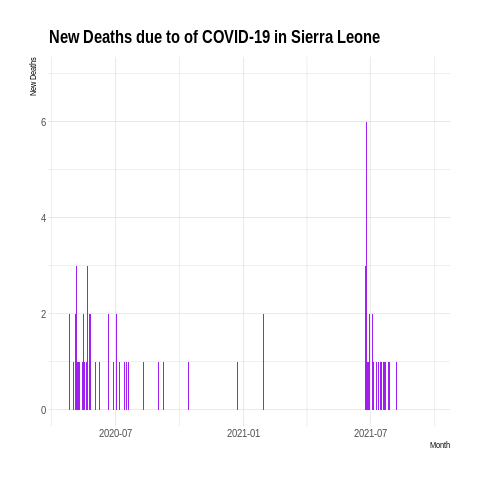 New Deaths due to of COVID-19 in Sierra Leone
New Deaths
6
4
2
0
2020-07 2021-01 2021-07
Month